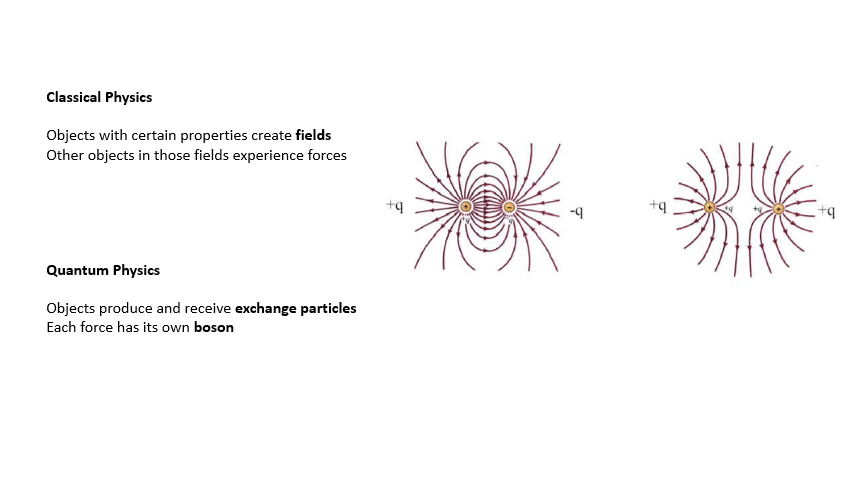 Classical Physics
Objects with certain properties create fields
Other objects in those fields experience forces
+q
-q
+q
+q
+q
+q
Quantum Physics
Objects produce and receive exchange particles
Each force has its own boson